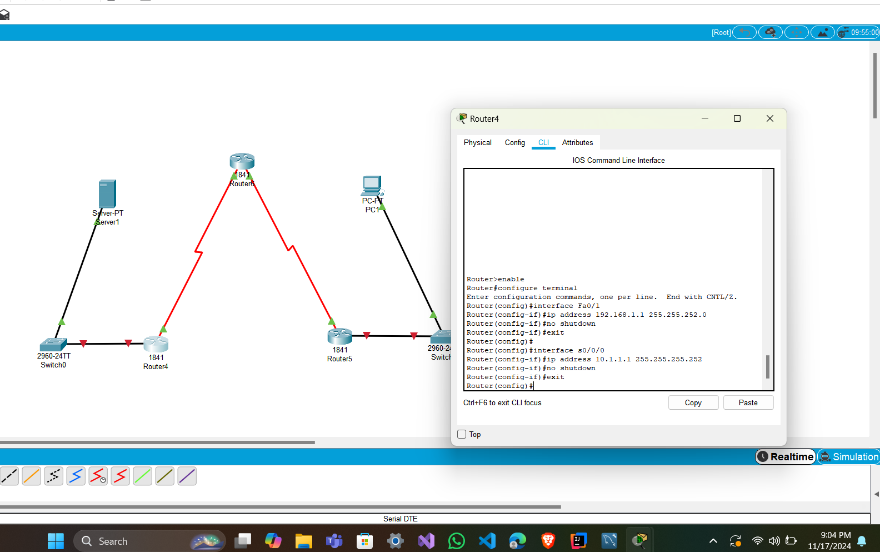 [Root]
09:55:00
Router4
Physical Config CLI Attributes
IOS Command Line Interface
Router>enable
Router#configure terminal
Enter configuration commands, one per line. End with CNTL/Z.
Router(config)#interface Fa0/1
Router(config-if)#ip address 192.168.1.1 255.255.252.0
Router(config-if)#no shutdown
Router(config-if)#exit
Router(config)#
Router(config)#interface s0/0/0
Router(config-if)#ip address 10.1.1.1 255.255.255.252
Router(config-if)#no shutdown
Router(config-if)#exit
Router(config)#
Ctrl+F6 to exit CLI focus
Copy
Paste
Top
1841
Router6
Server-PT
Server1
PC-PT
PC1
2960-24TT
Switch0
1841
Router4
1841
Router5
2960-24
Switch
Realtime
Simulation
Serial DTE
Search
9:04 PM
11/17/2024